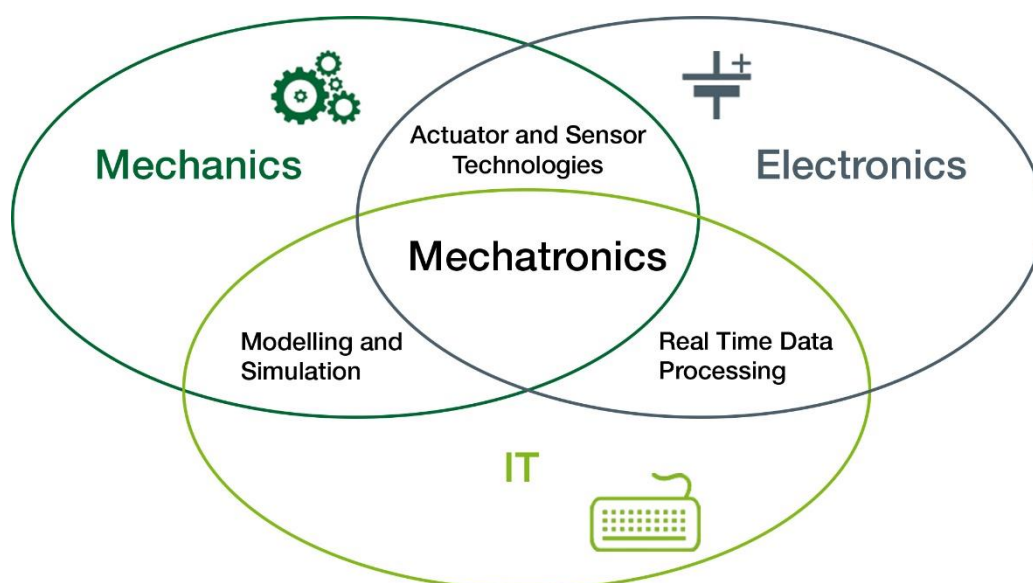 Actuator and Sensor
Technologies
Mechanics
Electronics
Mechatronics
Modelling and
Simulation
Real Time Data
Processing
IT
+